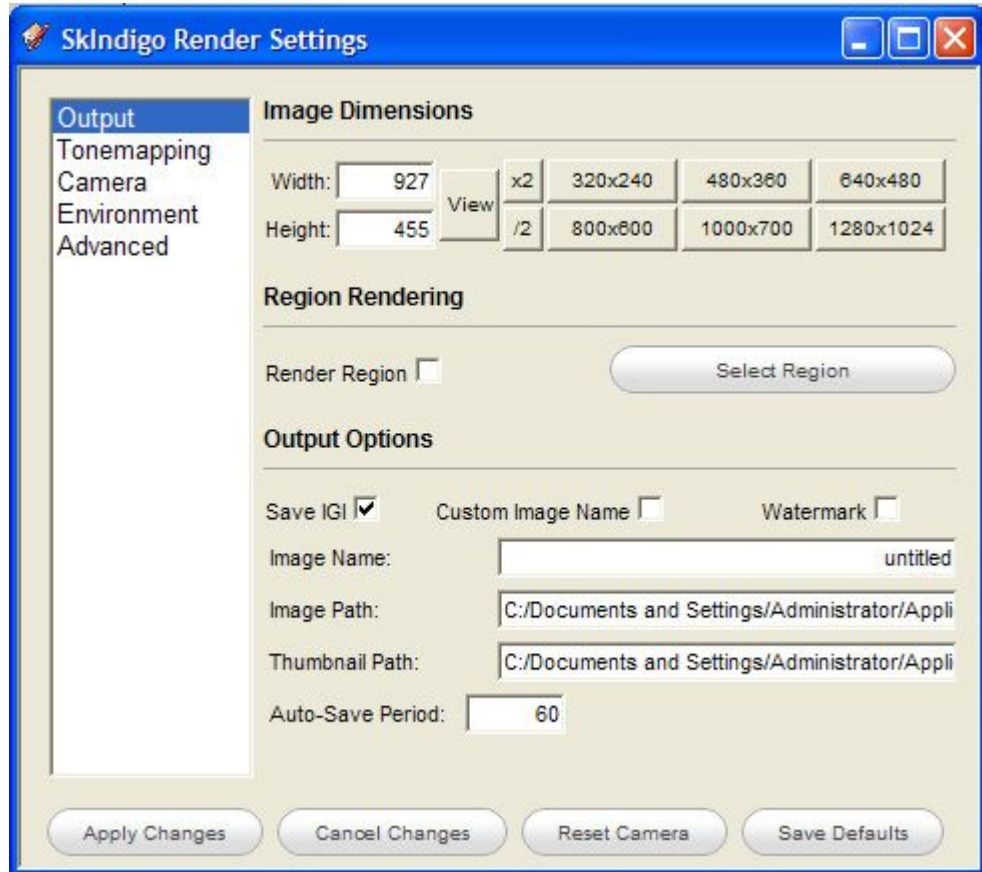 SkIndigo Render Settings
Output
Tonemapping
Camera
Environment
Advanced
Image Dimensions
Width: 927
Height: 455
View
x2 320x240 480x360 640x480
/2 800x600 1000x700 1280x1024
Region Rendering
Render Region Select Region
Output Options
Save IGI Custom Image Name Watermark
Image Name: untitled
Image Path: C:/Documents and Settings/Administrator/Appli
Thumbnail Path: C:/Documents and Settings/Administrator/Appli
Auto-Save Period: 60
Apply Changes Cancel Changes Reset Camera Save Defaults